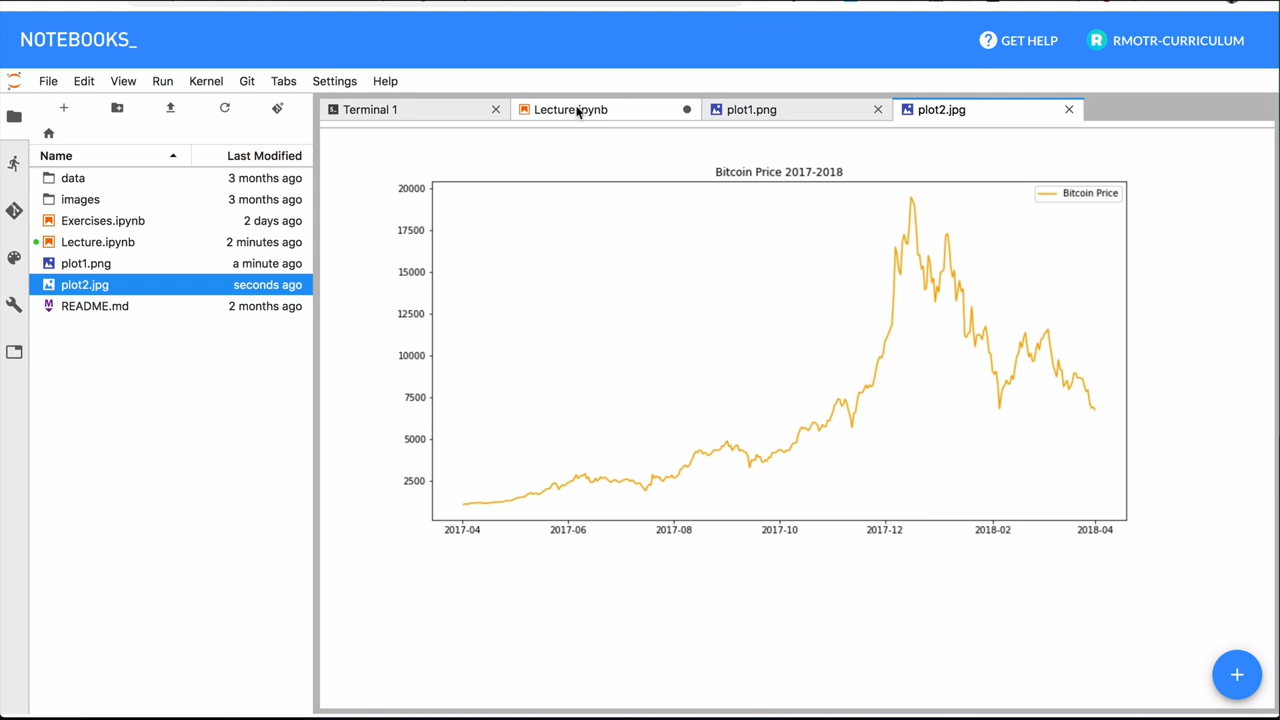 NOTEBOOKS_
? GET HELP
R RMOTR-CURRICULUM
File Edit View Run Kernel Git Tabs Settings Help
Terminal 1
Lecture.ipynb
plot1.png
plot2.jpg
Name Last Modified
data 3 months ago
images 3 months ago
Exercises.ipynb 2 days ago
Lecture.ipynb 2 minutes ago
plot1.png a minute ago
plot2.jpg seconds ago
README.md 2 months ago
Bitcoin Price 2017-2018
Bitcoin Price
20000
17500
15000
12500
10000
7500
5000
2500
2017-04 2017-06 2017-08 2017-10 2017-12 2018-02 2018-04